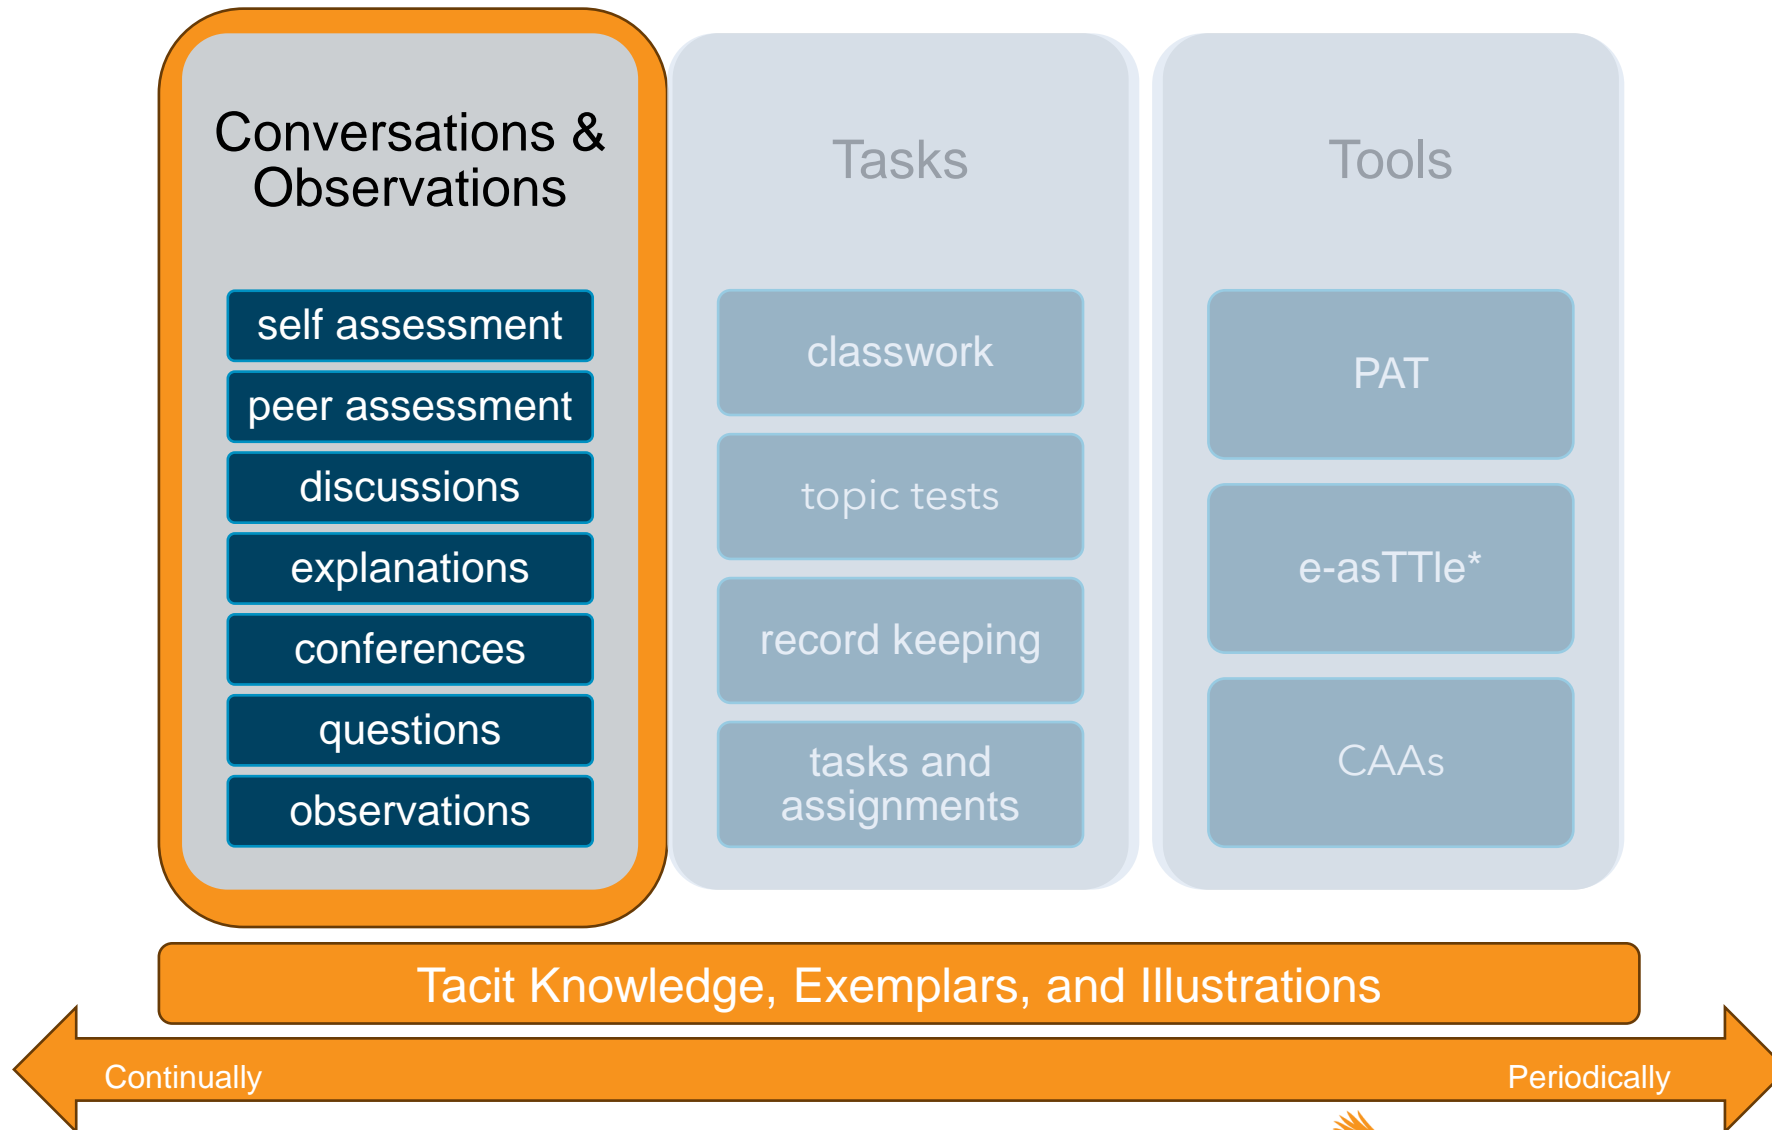 Conversations &
Observations
self assessment
peer assessment
discussions
explanations
conferences
questions
observations
Tasks
classwork
topic tests
record keeping
tasks and
assignments
Tools
PAT
e-asTTle*
CAAs
Tacit Knowledge, Exemplars, and Illustrations
Continually
Periodically